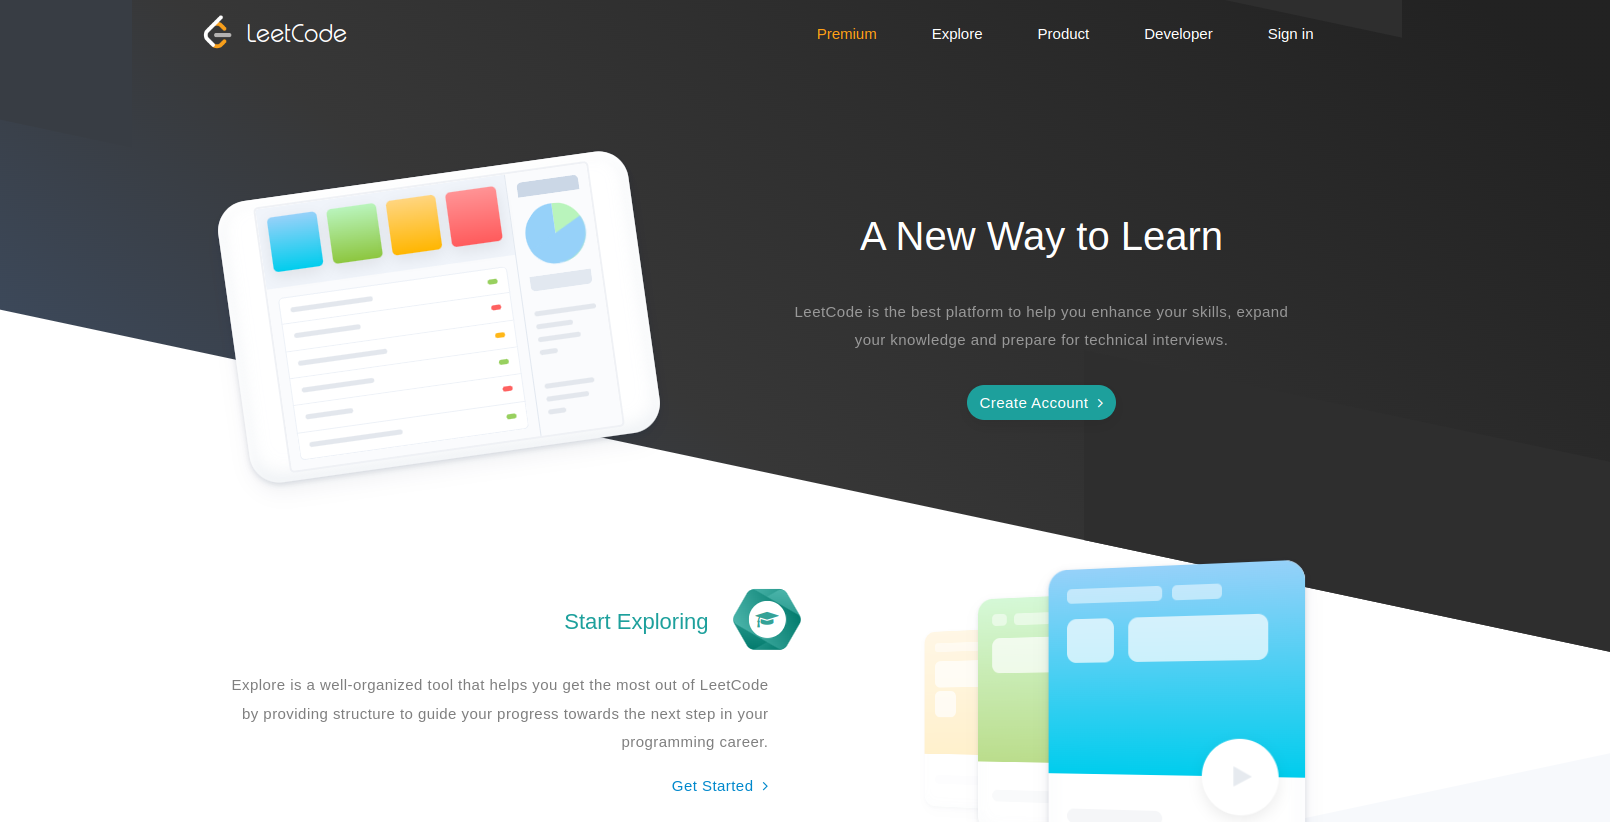 LeetCode
Premium
Explore
Product
Developer
Sign in
A New Way to Learn
LeetCode is the best platform to help you enhance your skills, expand
your knowledge and prepare for technical interviews.
Create Account
Start Exploring
Explore is a well-organized tool that helps you get the most out of LeetCode
by providing structure to guide your progress towards the next step in your
programming career.
Get Started